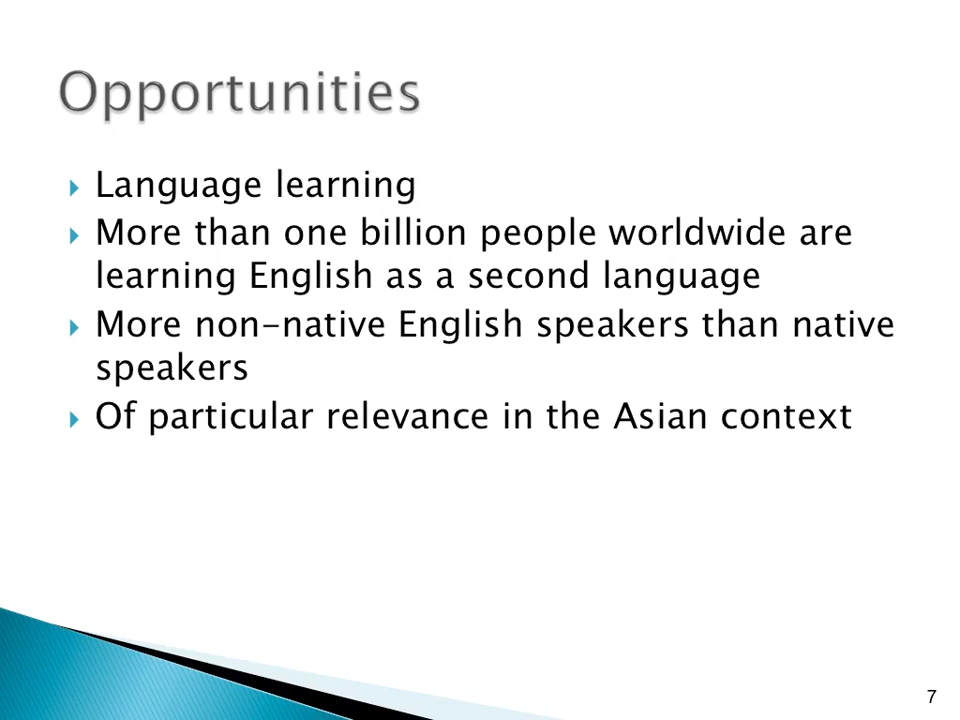 Opportunities
Language learning
More than one billion people worldwide are
learning English as a second language
More non-native English speakers than native
speakers
Of particular relevance in the Asian context
7